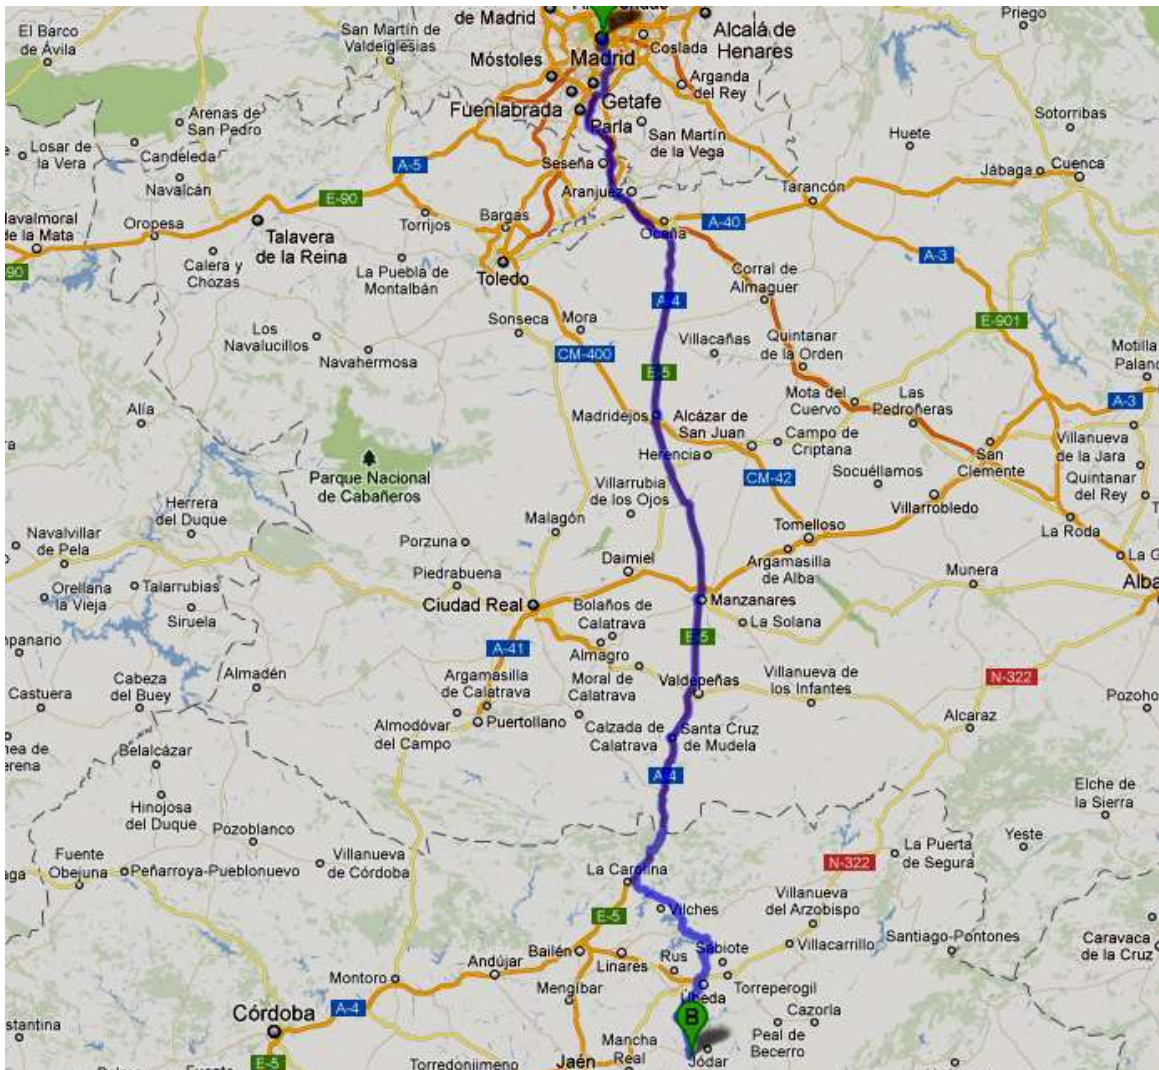 de Madrid
Priego
El Barco
de Ávila
San Martín de
Valdeiglesias
Alcalá de
Henares
Coslada
Móstoles
Madrid
Arganda
del Rey
Getafe
Fuenlabrada
Parla
Arenas de
San Pedro
San Martín
de la Vega
Huete
Sotorribas
Losar de
la Vera
Candeleda
Navalcán
A-5
Seseña
Jábaga
Cuenca
E-90
Aranjuez
Tarancón
Oropesa
Torrijos
Bargas
A-40
Ocaña
Talavera
de la Reina
A-3
90
Calera y
Chozas
La Puebla de
Montalbán
Toledo
Corral de
Almaguer
A-4
Sonseca
Mora
E-901
Los
Navalucillos
Navahermosa
CM-400
Villacañas
Quintanar
de la Orden
Motilla
E-5
Mota del
Cuervo
Las
Pedroñeras
A-3
Alía
Madridejos
Alcázar de
San Juan
Campo de
Criptana
Villanueva
de la Jara
Herencia
San
Clemente
Parque Nacional
de Cabañeros
CM-42
Socuéllamos
Quintanar
del Rey
Villarrubia
de los Ojos
Villarrobledo
Herrera
del Duque
Malagón
Tomelloso
La Roda
Navalvillar
de Pela
Porzuna
Daimiel
Argamasilla
de Alba
Munera
Orellana
la Vieja
Talarrubias
Piedrabuena
Siruela
Ciudad Real
Bolaños de
Calatrava
Manzanares
La Solana
E-5
A-41
Almagro
Almadén
Cabeza
del Buey
Castuera
Argamasilla
de Calatrava
Moral de
Calatrava
Valdepeñas
Villanueva de
los Infantes
N-322
Puertollano
Almodóvar
del Campo
Calzada de
Calatrava
Santa Cruz
de Mudela
Alcaraz
Belalcázar
A-4
Elche de
la Sierra
Hinojosa
del Duque
Pozoblanco
Yeste
Fuente
Obejuna
Peñarroya-Pueblonuevo
Villanueva
de Córdoba
La Carolina
N-322
La Puerta
de Segura
Vilches
Villanueva
del Arzobispo
E-5
Bailén
Linares
Sabiote
Rus
Villacarrillo
Santiago-Pontones
Caravaca
de la Cruz
Andújar
Montoro
Mengíbar
Úbeda
Torreperogil
Córdoba
A-4
B
Cazorla
Peal de
Becerro
Mancha
Real
E-5
Torredonjimeno
Jaén
Jódar